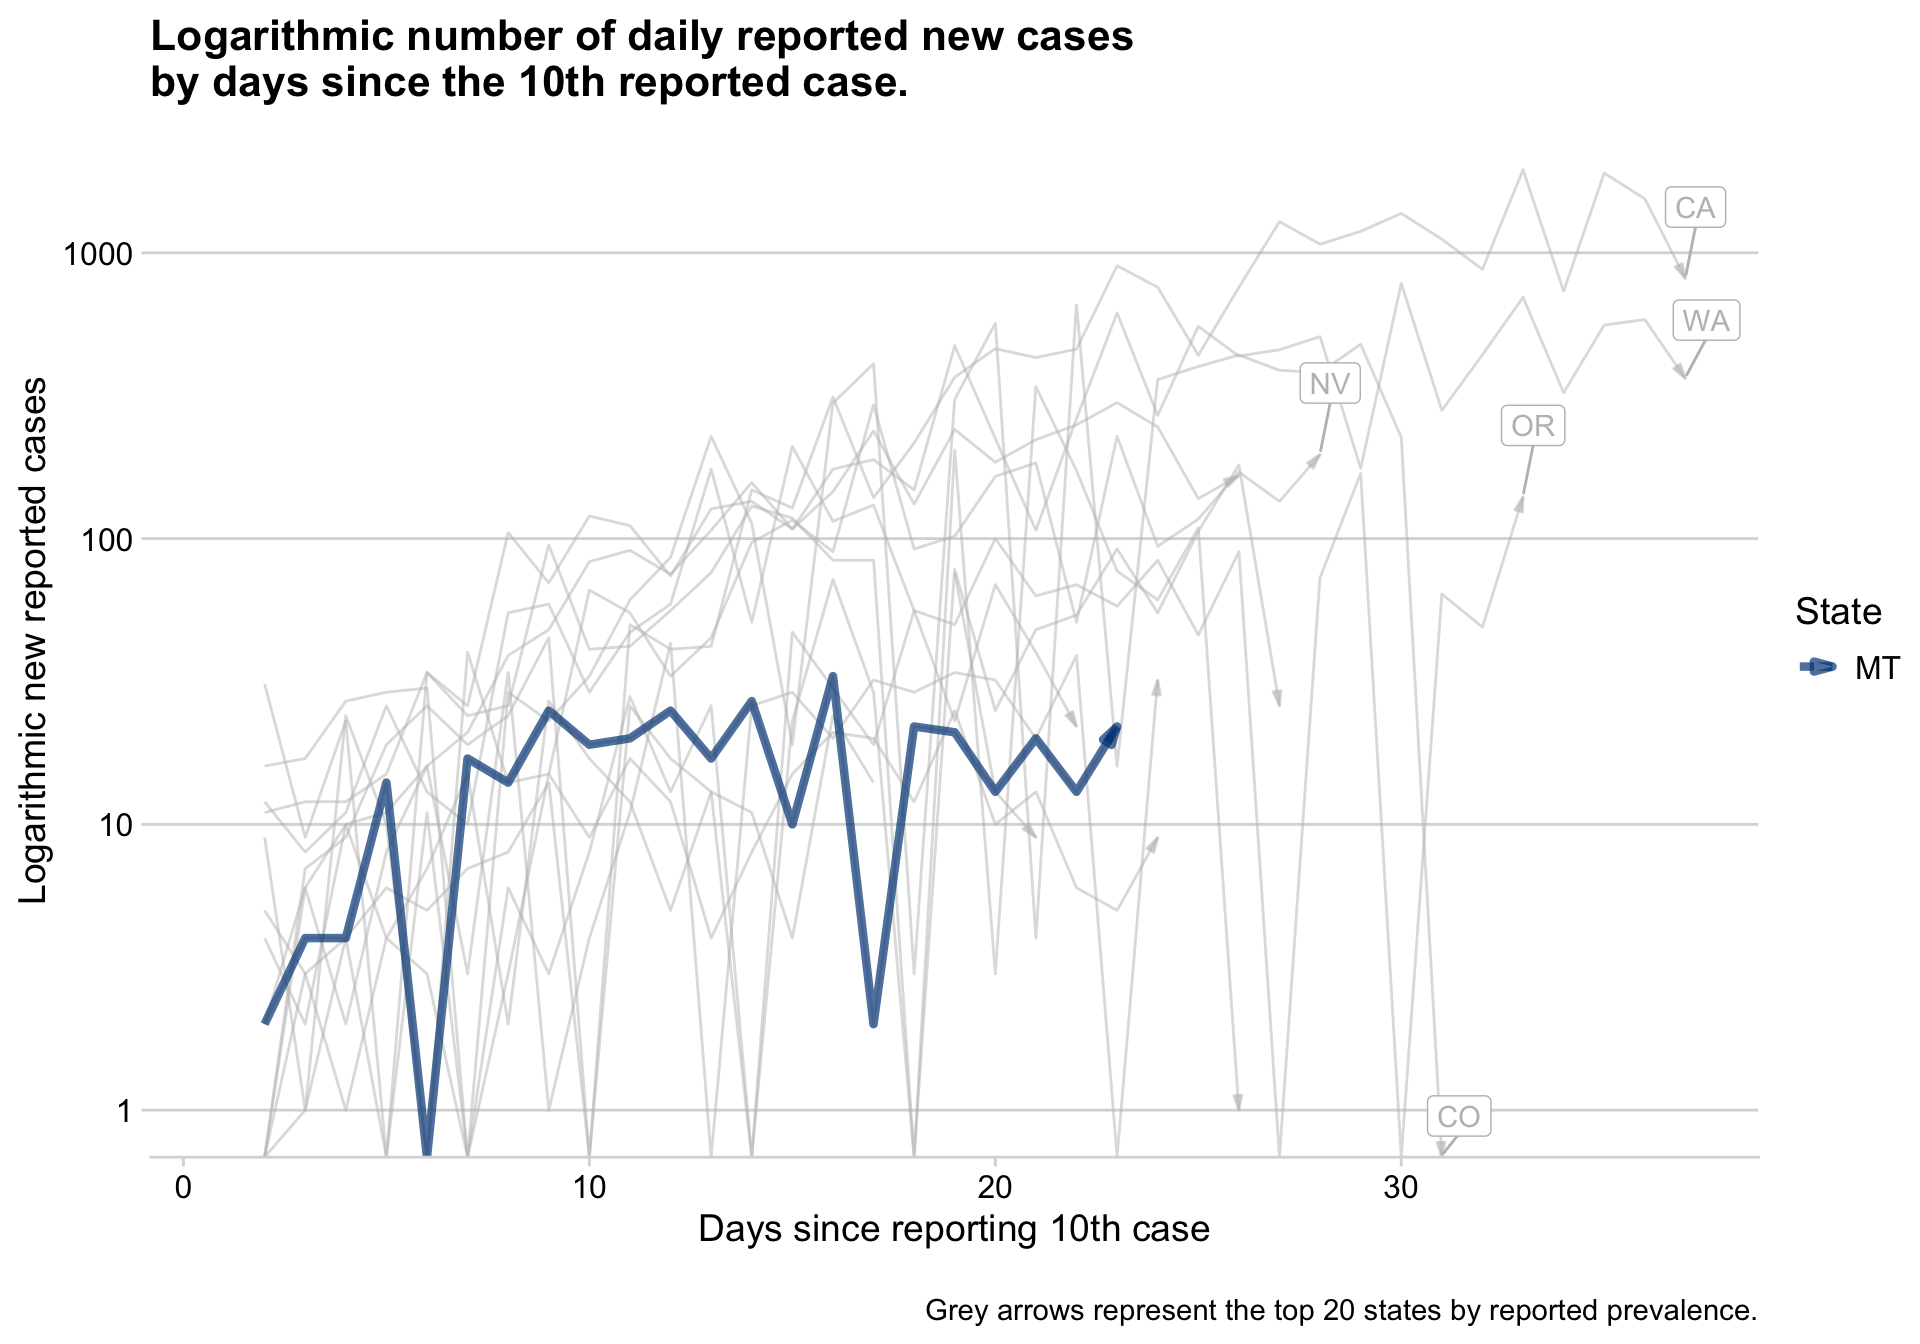 Logarithmic number of daily reported new cases
by days since the 10th reported case.
Logarithmic new reported cases
1000
100
10
1
CA
WA
NV
OR
CO
State
MT
0
10
20
30
Days since reporting 10th case
Grey arrows represent the top 20 states by reported prevalence.